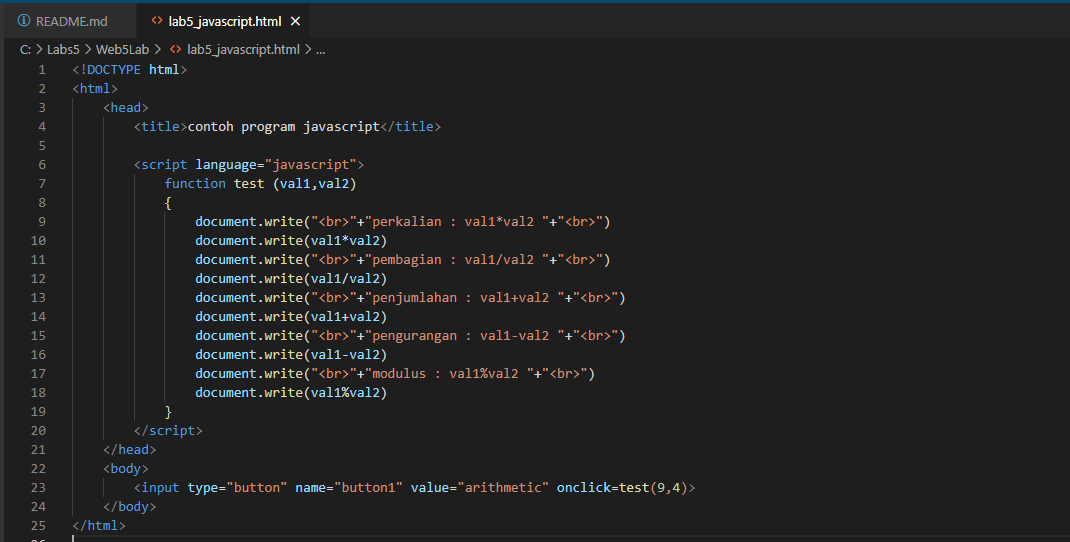 README.md lab5_javascript.html ×
C: > Labs5 > Web5Lab > <> lab5_javascript.html > ...
1 <!DOCTYPE html>
2 <html>
3 <head>
4 <title>contoh program javascript</title>
5
6 <script language="javascript">
7 function test (val1,val2)
8 {
9 document.write("<br>"+"perkalian : val1*val2 "+"<br>")
10 document.write(val1*val2)
11 document.write("<br>"+"pembagian : val1/val2 "+"<br>")
12 document.write(val1/val2)
13 document.write("<br>"+"penjumlahan : val1+val2 "+"<br>")
14 document.write(val1+val2)
15 document.write("<br>"+"pengurangan : val1-val2 "+"<br>")
16 document.write(val1-val2)
17 document.write("<br>"+"modulus : val1%val2 "+"<br>")
18 document.write(val1%val2)
19 }
20 </script>
21 </head>
22 <body>
23 <input type="button" name="button1" value="arithmetic" onclick=test(9,4)>
24 </body>
25 </html>